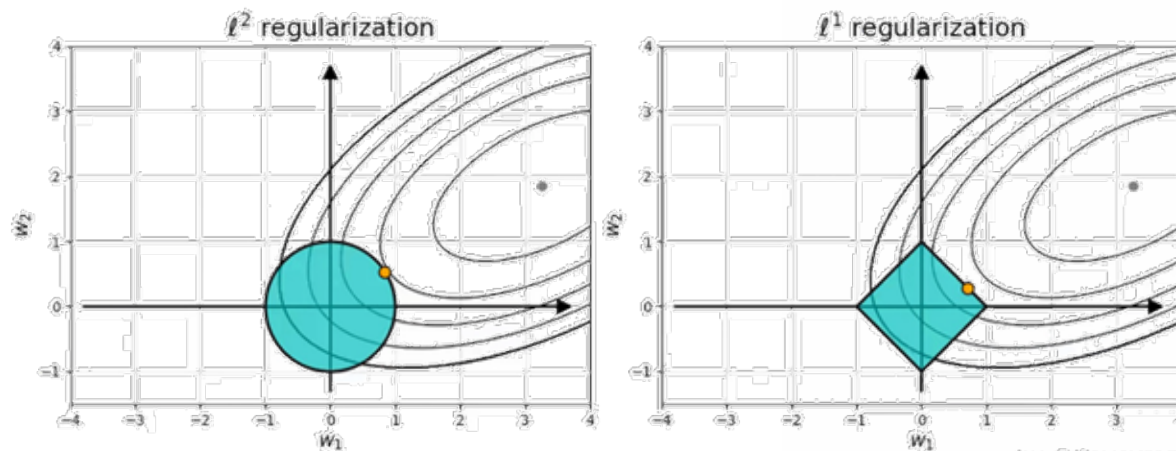 ℓ² regularization
4
3
2
1
0
−1
w₂
−4 −3 −2 −1 0 1 2 3 4
w₁
ℓ¹ regularization
4
3
2
1
0
−1
w₂
−4 −3 −2 −1 0 1 2 3
w₁